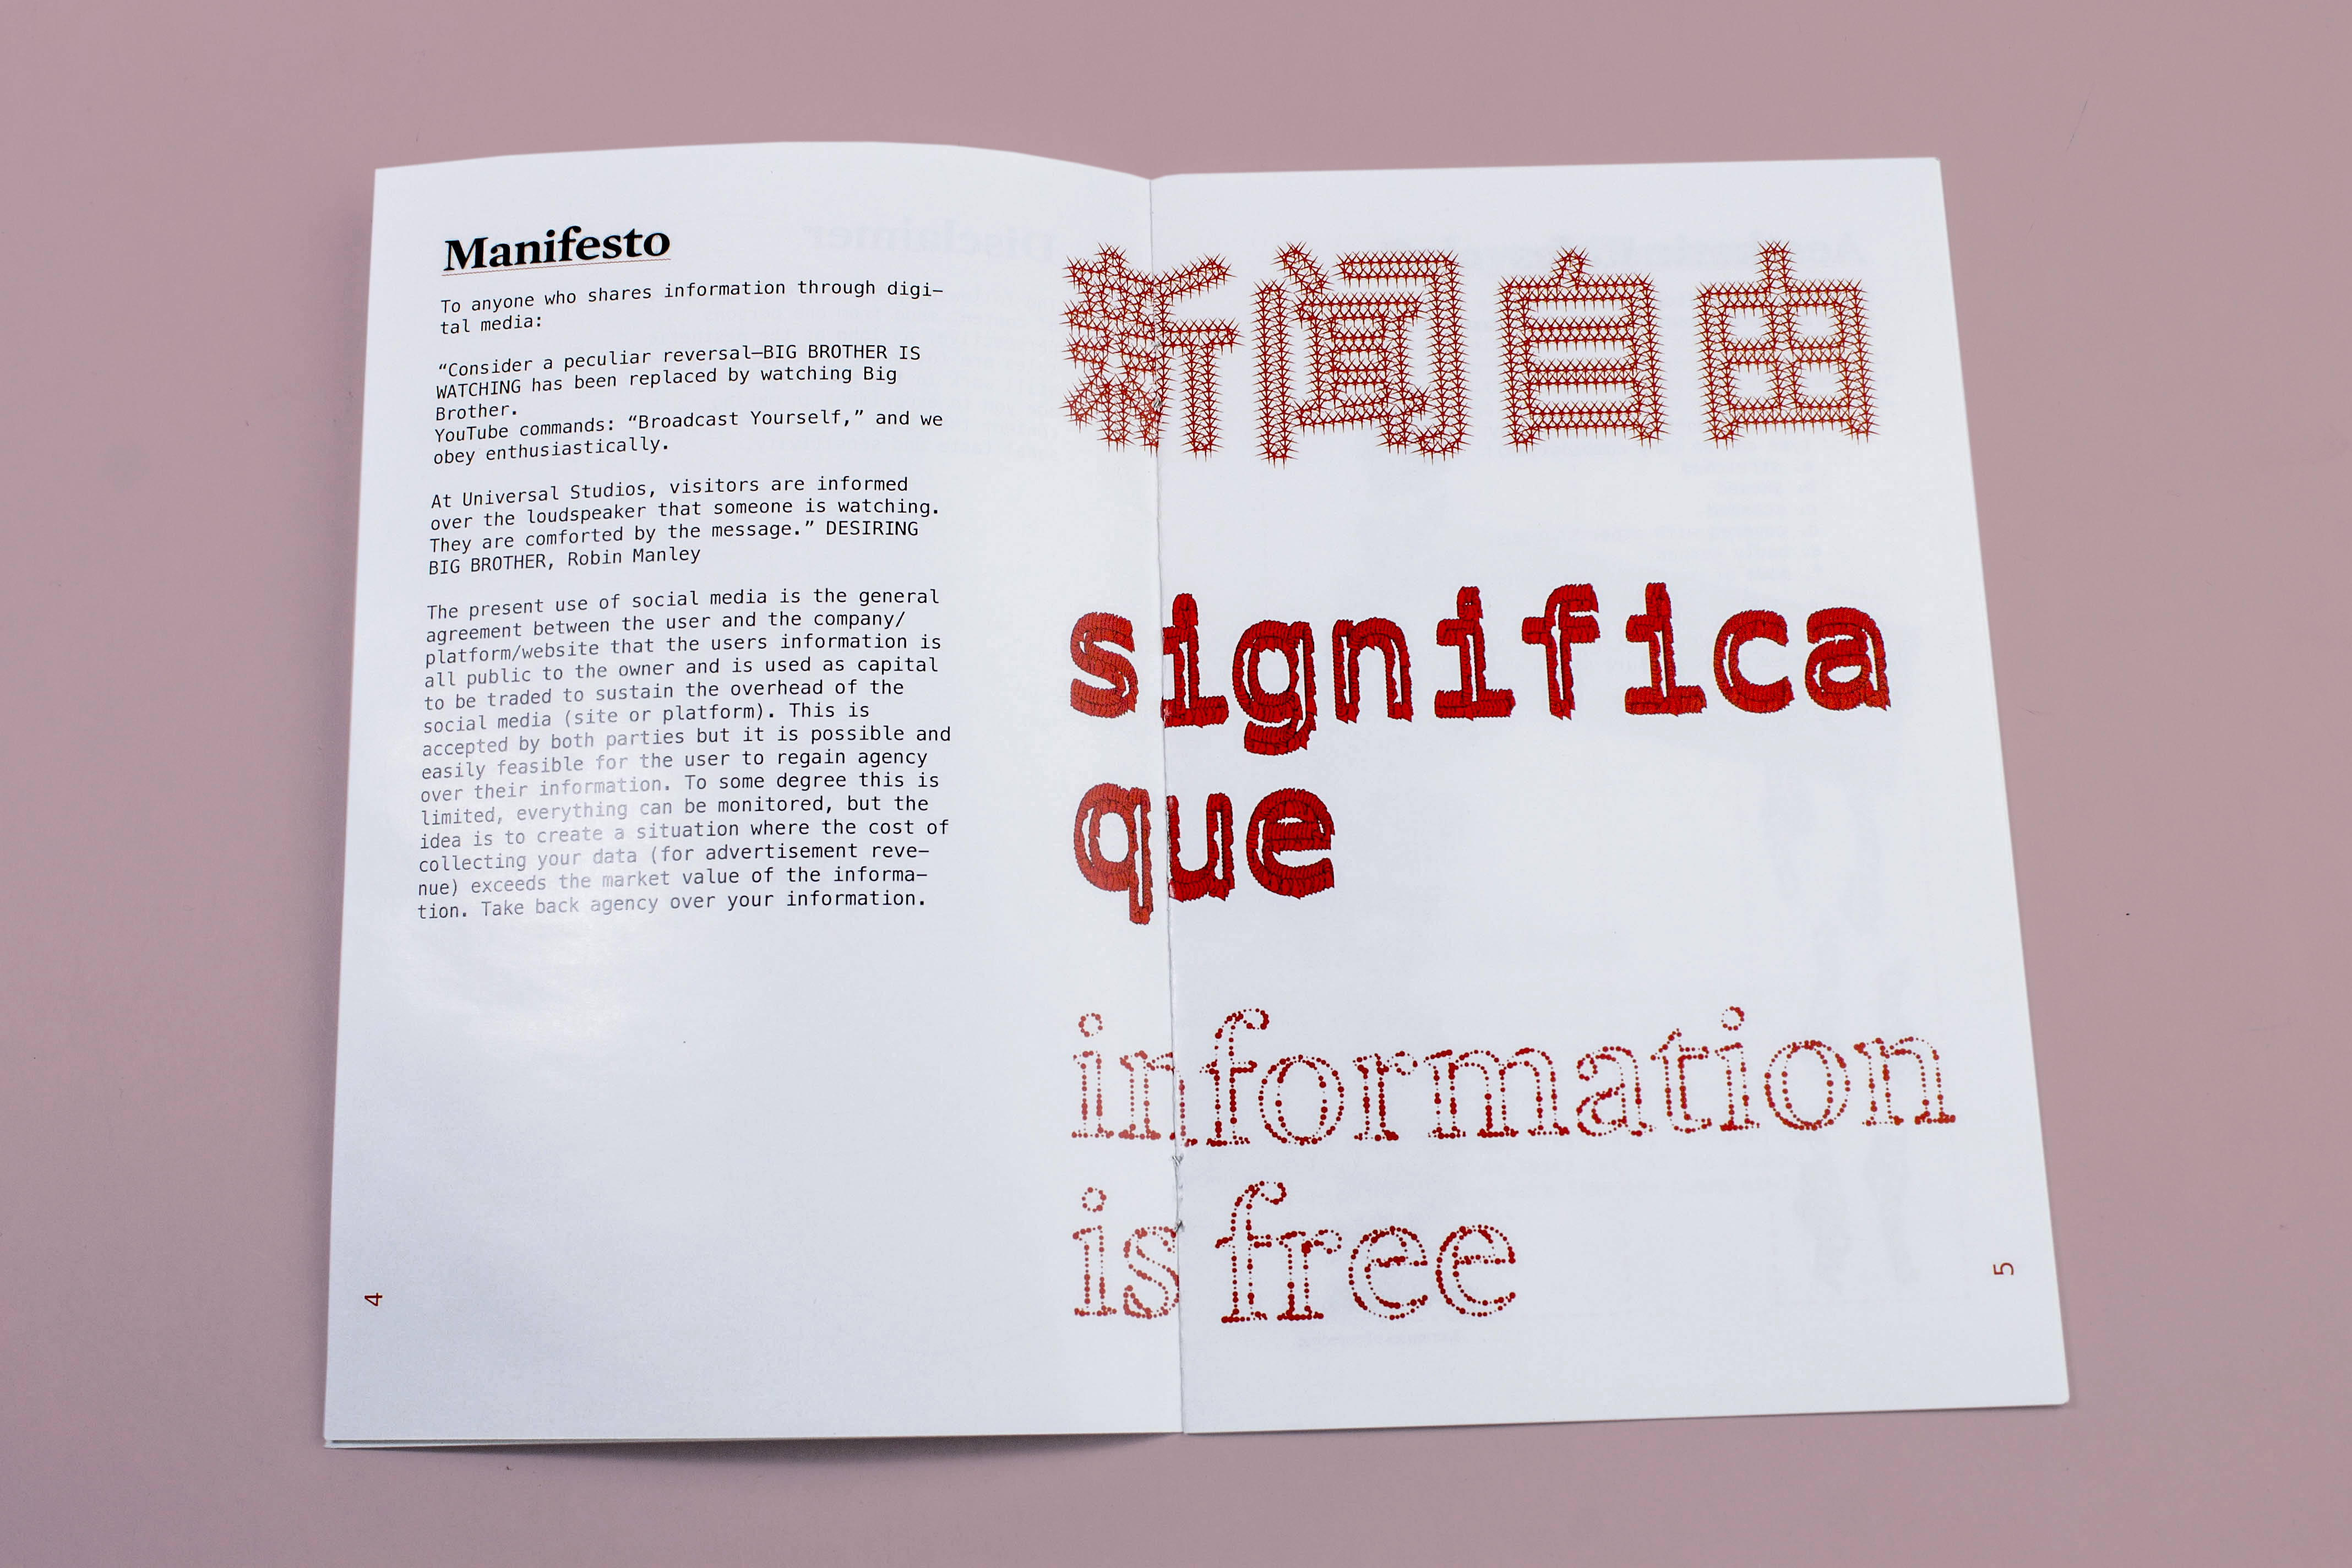 Manifesto
To anyone who shares information through digi–
tal media:
“Consider a peculiar reversal—BIG BROTHER IS
WATCHING has been replaced by watching Big
Brother.
YouTube commands: “Broadcast Yourself,” and we
obey enthusiastically.
At Universal Studios, visitors are informed
over the loudspeaker that someone is watching.
They are comforted by the message.” DESIRING
BIG BROTHER, Robin Manley
The present use of social media is the general
agreement between the user and the company/
platform/website that the users information is
all public to the owner and is used as capital
to be traded to sustain the overhead of the
social media (site or platform). This is
accepted by both parties but it is possible and
easily feasible for the user to regain agency
over their information. To some degree this is
limited, everything can be monitored, but the
idea is to create a situation where the cost of
collecting your data (for advertisement reve–
nue) exceeds the market value of the informa–
tion. Take back agency over your information.
4
新闻自由
significa
que
information
is free
5